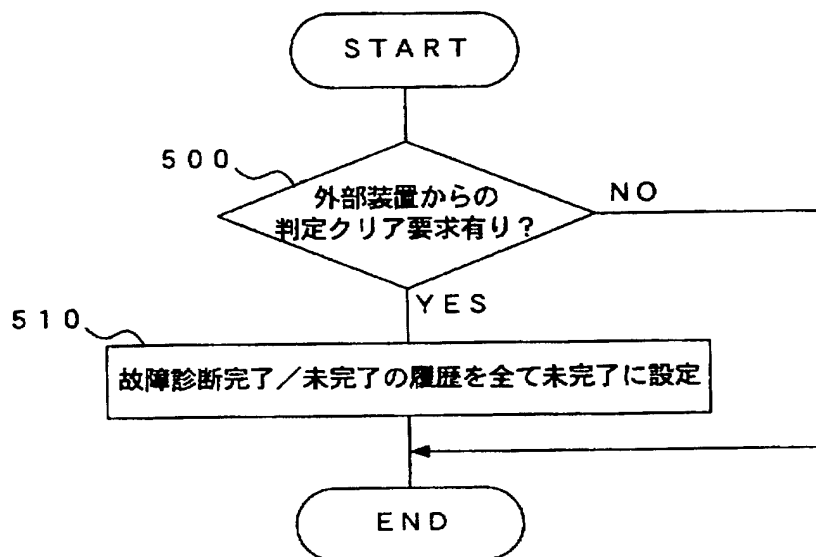 START
500
外部装置からの
判定クリア要求有り？
NO
YES
510
故障診断完了／未完了の履歴を全て未完了に設定
END